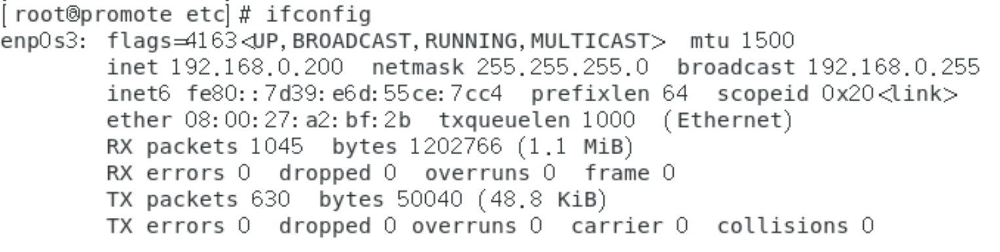 [root@promote etc]# ifconfig
enp0s3: flags=4163<UP,BROADCAST,RUNNING,MULTICAST>  mtu 1500
        inet 192.168.0.200  netmask 255.255.255.0  broadcast 192.168.0.255
        inet6 fe80::7d39:e6d:55ce:7cc4  prefixlen 64  scopeid 0x20<link>
        ether 08:00:27:a2:bf:2b  txqueuelen 1000  (Ethernet)
        RX packets 1045  bytes 1202766 (1.1 MiB)
        RX errors 0  dropped 0  overruns 0  frame 0
        TX packets 630  bytes 50040 (48.8 KiB)
        TX errors 0  dropped 0 overruns 0  carrier 0  collisions 0